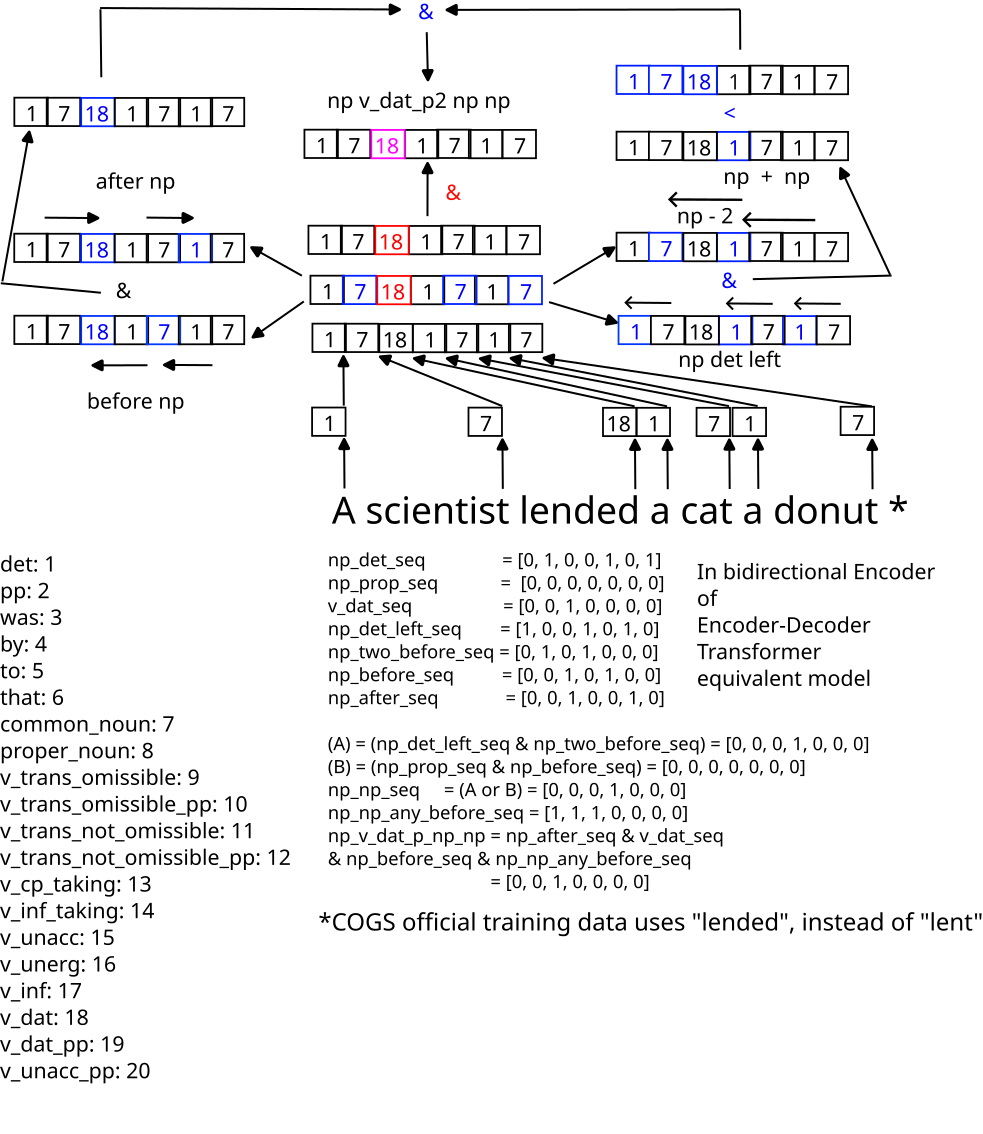 &
1 7 18 1 7 1 7
np v_dat_p2 np np
1 7 18 1 7 1 7
1 7 18 1 7 1 7
<
1 7 18 1 7 1 7
np + np
after np
&
np - 2
1 7 18 1 7 1 7
1 7 18 1 7 1 7
1 7 18 1 7 1 7
1 7 18 1 7 1 7
&
&
1 7 18 1 7 1 7
1 7 18 1 7 1 7
1 7 18 1 7 1 7
np det left
before np
1 7 18 1 7 1 7
A scientist lended a cat a donut *
det: 1
pp: 2
was: 3
by: 4
to: 5
that: 6
common_noun: 7
proper_noun: 8
v_trans_omissible: 9
v_trans_omissible_pp: 10
v_trans_not_omissible: 11
v_trans_not_omissible_pp: 12
v_cp_taking: 13
v_inf_taking: 14
v_unacc: 15
v_unerg: 16
v_inf: 17
v_dat: 18
v_dat_pp: 19
v_unacc_pp: 20
np_det_seq = [0, 1, 0, 0, 1, 0, 1]
np_prop_seq = [0, 0, 0, 0, 0, 0, 0]
v_dat_seq = [0, 0, 1, 0, 0, 0, 0]
np_det_left_seq = [1, 0, 0, 1, 0, 1, 0]
np_two_before_seq = [0, 1, 0, 1, 0, 0, 0]
np_before_seq = [0, 0, 1, 0, 1, 0, 0]
np_after_seq = [0, 0, 1, 0, 0, 1, 0]
(A) = (np_det_left_seq & np_two_before_seq) = [0, 0, 0, 1, 0, 0, 0]
(B) = (np_prop_seq & np_before_seq) = [0, 0, 0, 0, 0, 0, 0]
np_np_seq = (A or B) = [0, 0, 0, 1, 0, 0, 0]
np_np_any_before_seq = [1, 1, 1, 0, 0, 0, 0]
np_v_dat_p_np_np = np_after_seq & v_dat_seq
& np_before_seq & np_np_any_before_seq
= [0, 0, 1, 0, 0, 0, 0]
In bidirectional Encoder
of
Encoder-Decoder
Transformer
equivalent model
*COGS official training data uses "lended", instead of "lent"